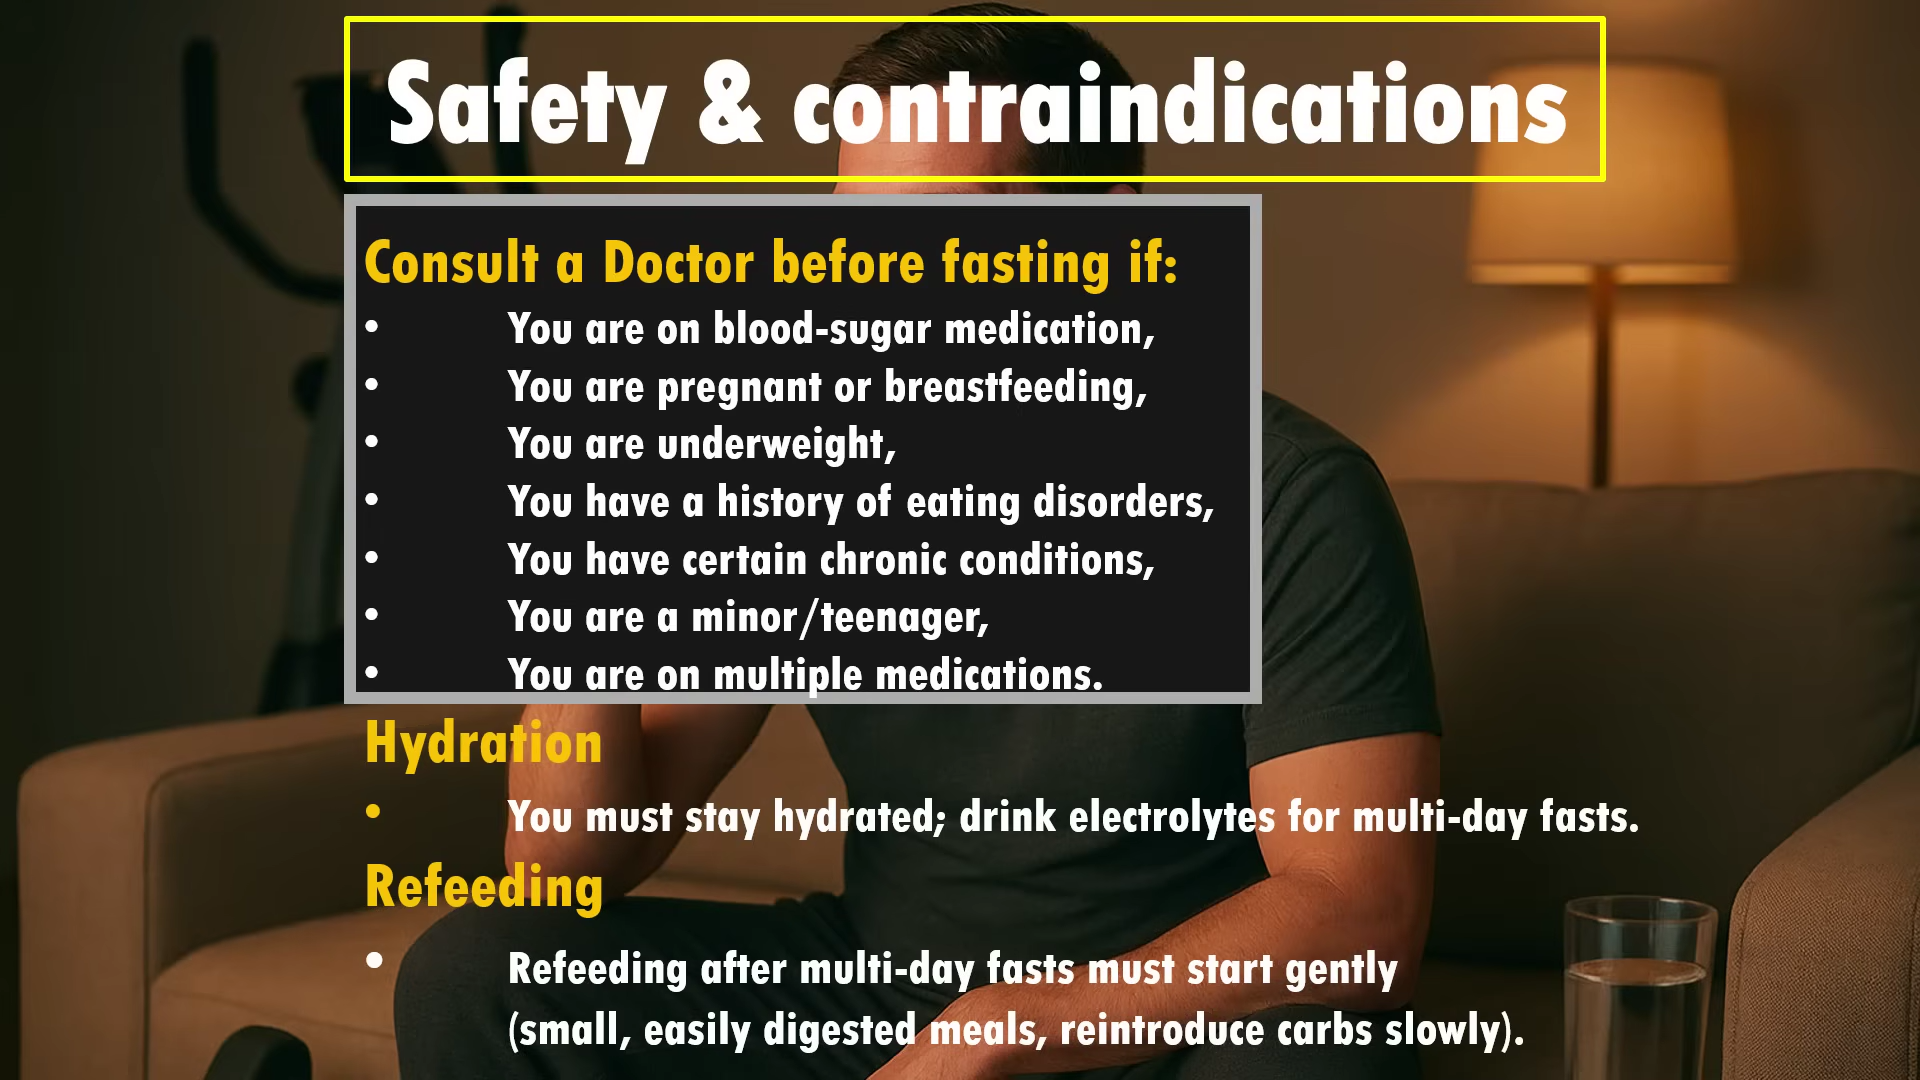 Safety & contraindications
Consult a Doctor before fasting if:
• You are on blood-sugar medication,
• You are pregnant or breastfeeding,
• You are underweight,
• You have a history of eating disorders,
• You have certain chronic conditions,
• You are a minor/teenager,
• You are on multiple medications.
Hydration
• You must stay hydrated; drink electrolytes for multi-day fasts.
Refeeding
• Refeeding after multi-day fasts must start gently
(small, easily digested meals, reintroduce carbs slowly).